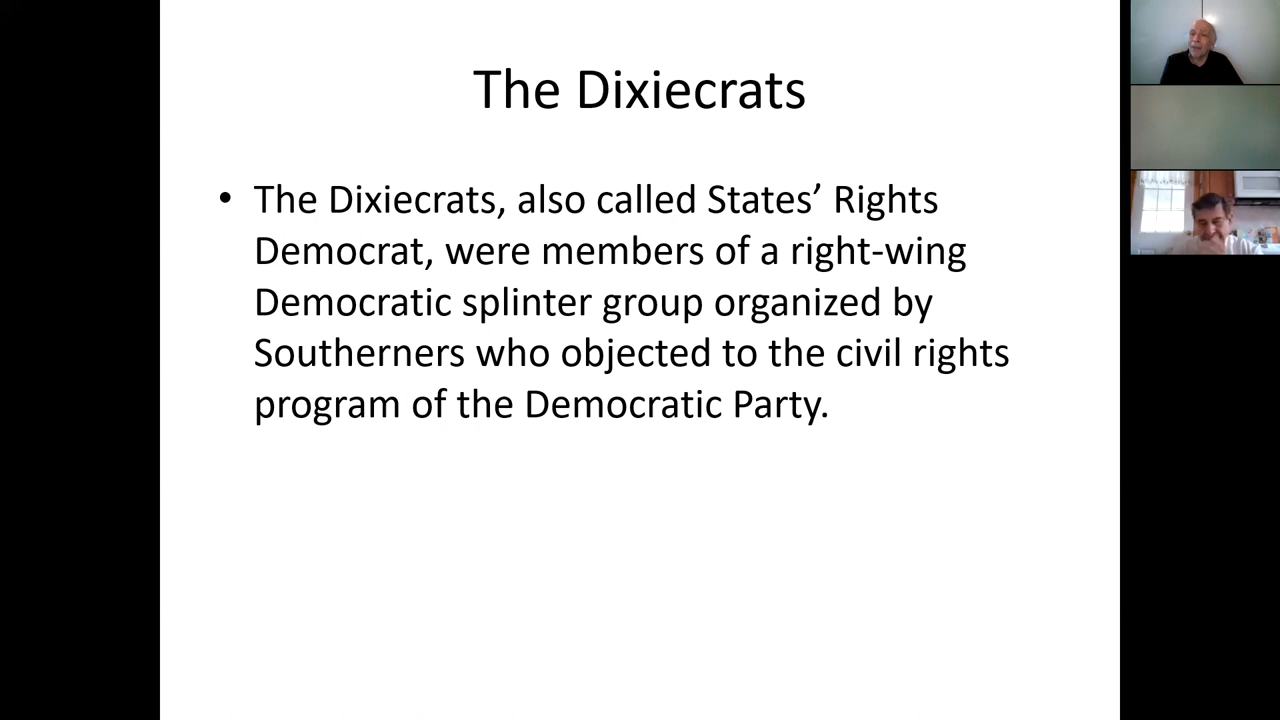 The Dixiecrats
• The Dixiecrats, also called States’ Rights
Democrat, were members of a right-wing
Democratic splinter group organized by
Southerners who objected to the civil rights
program of the Democratic Party.